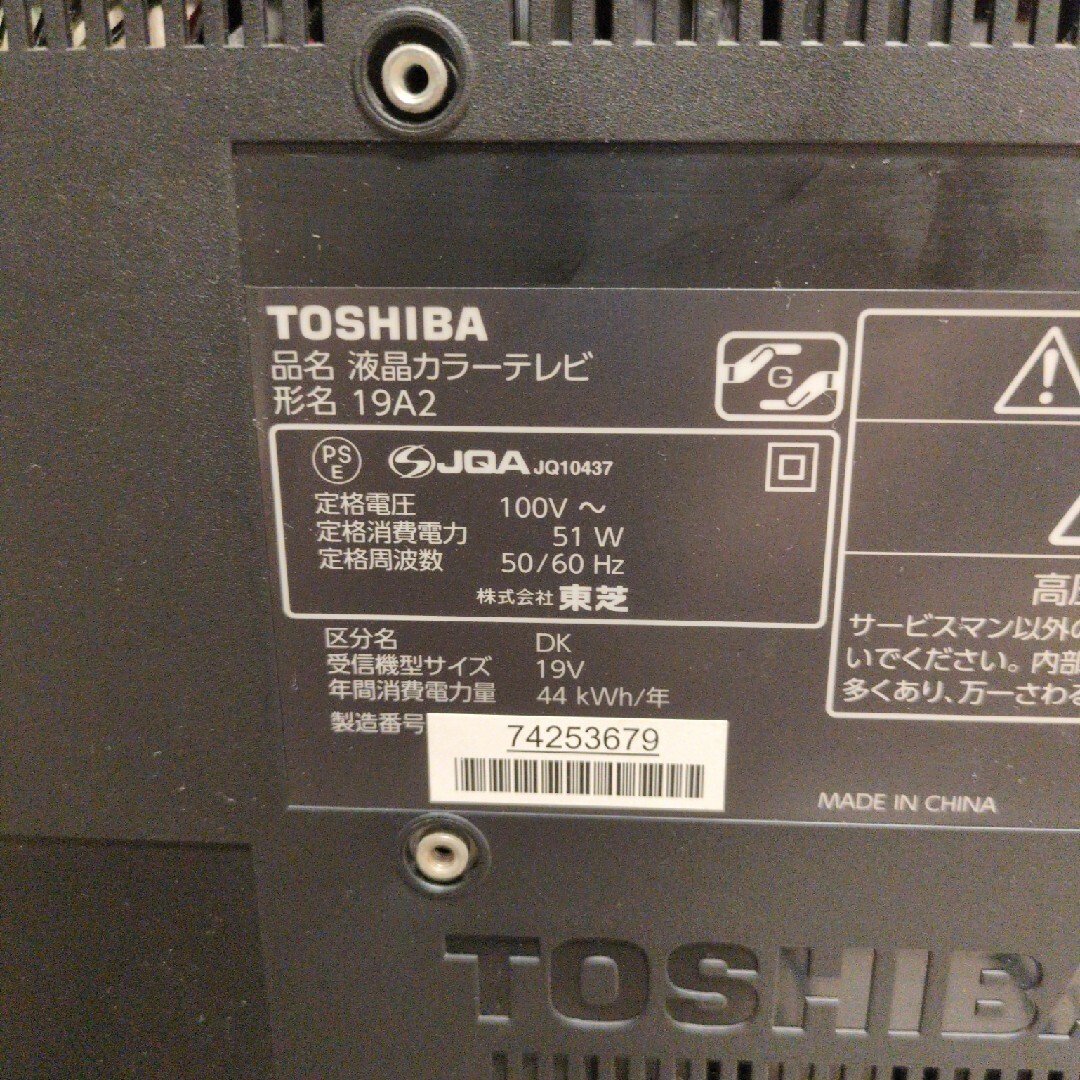 TOSHIBA
品名 液晶カラーテレビ
形名 19A2
G
PS
E
JQA JQ10437
定格電圧 100V ～
定格消費電力 51 W
定格周波数 50/60 Hz
株式会社 東芝
区分名 DK
受信機型サイズ 19V
年間消費電力量 44 kWh/年
製造番号
74253679
高
サービスマン以外の
いでください。内部
多くあり、万一さわる
MADE IN CHINA
TOSHIBA